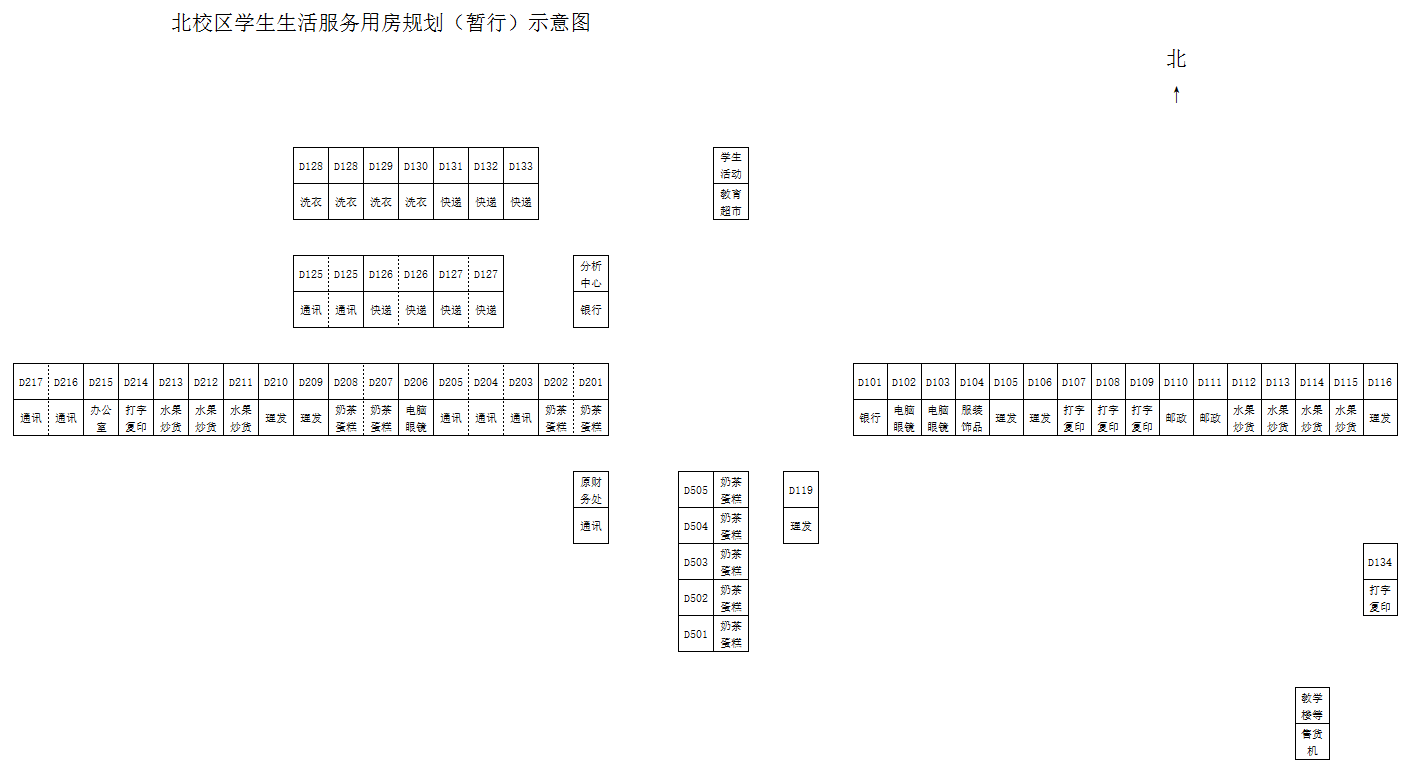 北校区学生生活服务用房规划（暂行）示意图
北
↑
D128 D128 D129 D130 D131 D132 D133
洗衣 洗衣 洗衣 洗衣 快递 快递 快递
学生
活动
教育
超市
D125 D125 D126 D126 D127 D127
通讯 通讯 快递 快递 快递 快递
分析
中心
银行
D217 D216 D215 D214 D213 D212 D211 D210 D209 D208 D207 D206 D205 D204 D203 D202 D201
通讯 通讯 办公室 打字复印 水果炒货 水果炒货 水果炒货 理发 理发 奶茶蛋糕 奶茶蛋糕 电脑眼镜 通讯 通讯 通讯 奶茶蛋糕 奶茶蛋糕
D101 D102 D103 D104 D105 D106 D107 D108 D109 D110 D111 D112 D113 D114 D115 D116
银行 电脑眼镜 电脑眼镜 服装饰品 理发 理发 打字复印 打字复印 打字复印 邮政 邮政 水果炒货 水果炒货 水果炒货 水果炒货 理发
原财
务处
通讯
D505 奶茶蛋糕
D504 奶茶蛋糕
D503 奶茶蛋糕
D502 奶茶蛋糕
D501 奶茶蛋糕
D119
理发
D134
打字
复印
教学
楼等
售货
机